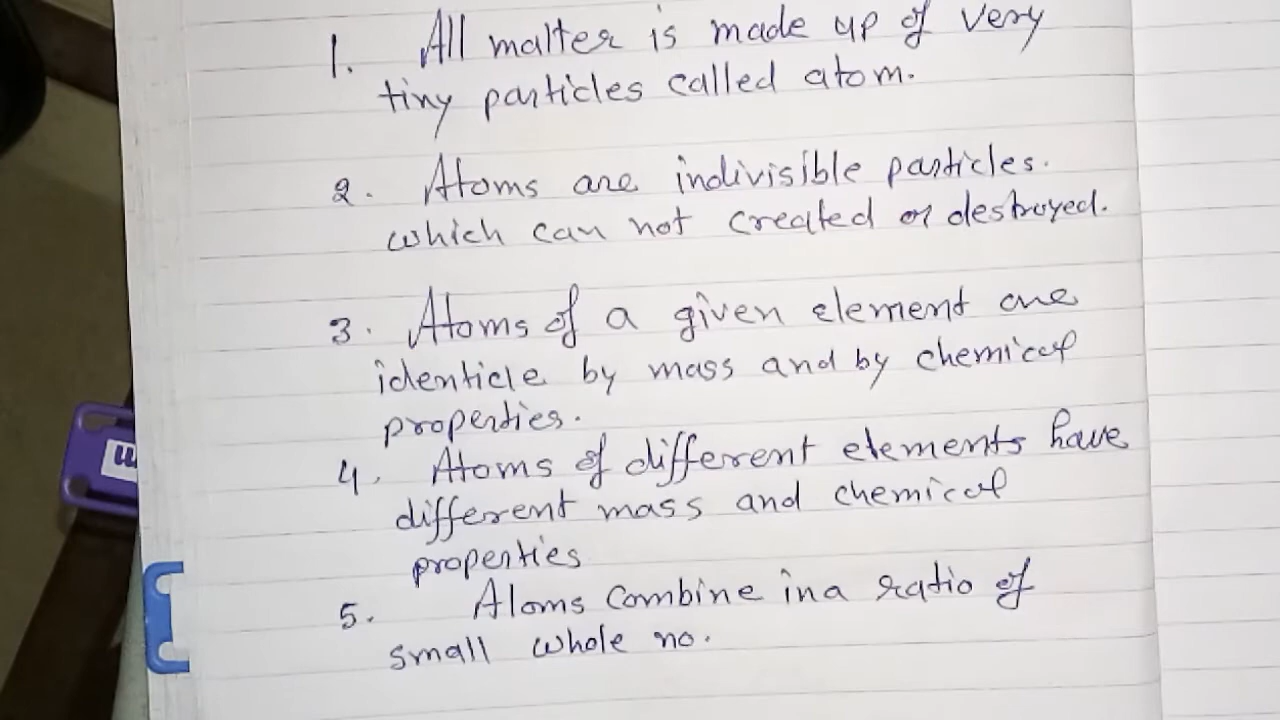 1. All malter is made up of very
tiny particles called atom.
2. Atoms are indivisible particles.
which can not created or destroyed.
3. Atoms of a given element are
identicle by mass and by chemical
properties.
4. Atoms of different elements have
different mass and chemical
properties
5. Atoms combine in a ratio of
small whole no.